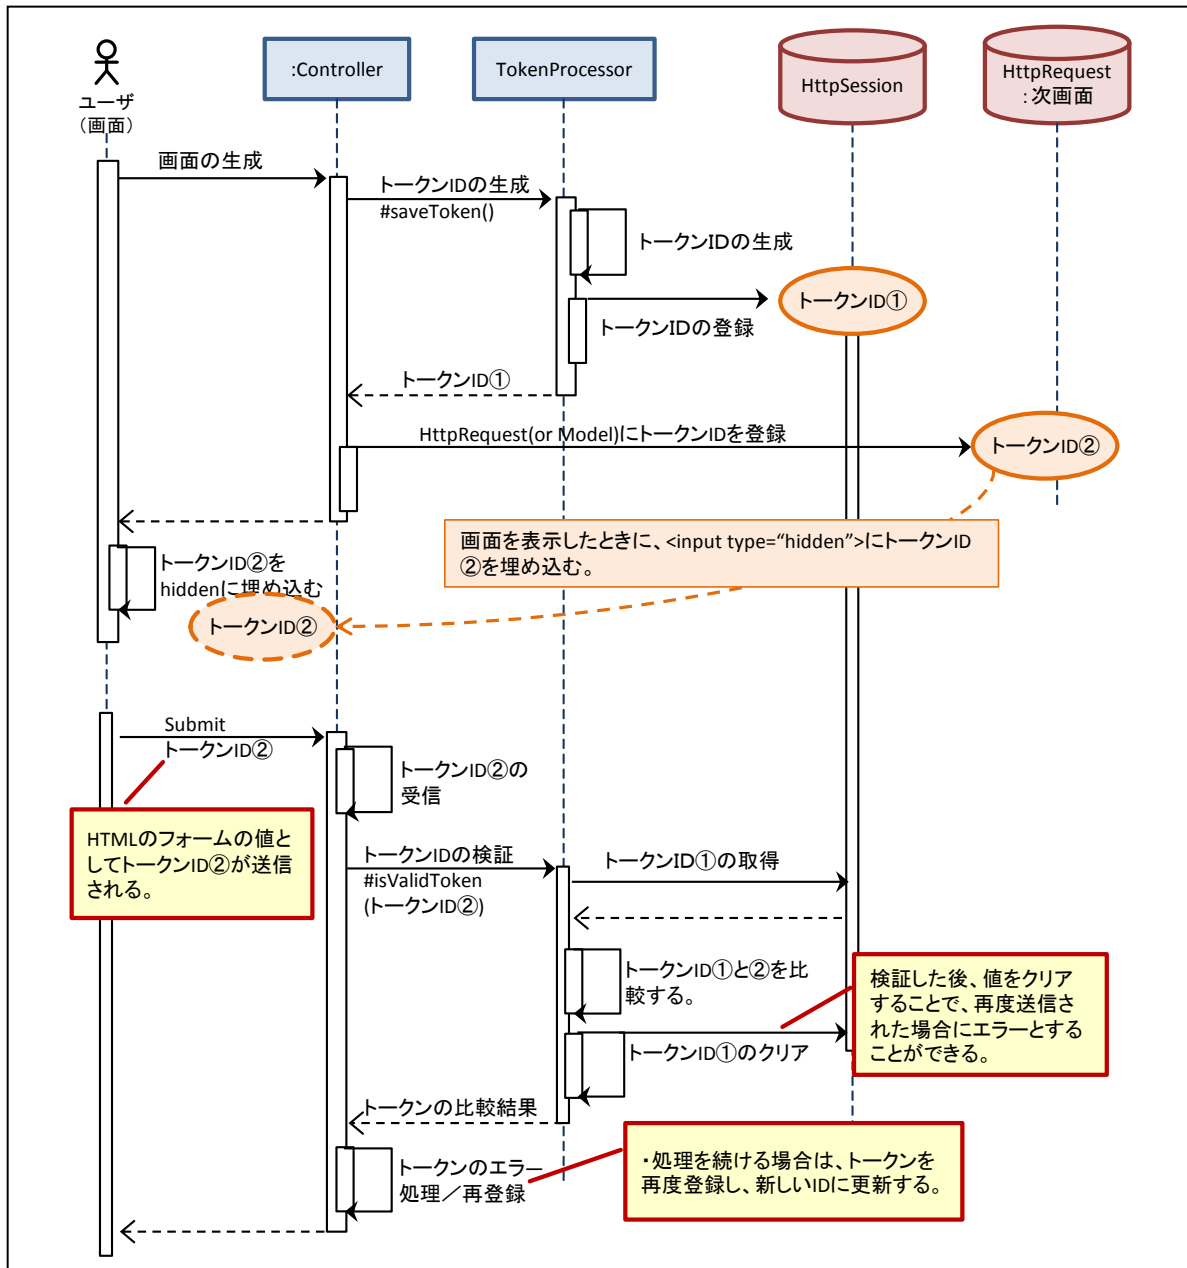 ユーザ
（画面）
:Controller
TokenProcessor
HttpSession
HttpRequest
：次画面
画面の生成
トークンIDの生成
#saveToken()
トークンIDの生成
トークンID①
トークンIDの登録
トークンID①
HttpRequest(or Model)にトークンIDを登録
トークンID②
画面を表示したときに、<input type=“hidden”>にトークンID
②を埋め込む。
トークンID②を
hiddenに埋め込む
トークンID②
Submit
トークンID②
トークンID②の
受信
HTMLのフォームの値と
してトークンID②が送信
される。
トークンIDの検証
#isValidToken
(トークンID②)
トークンID①の取得
トークンID①と②を比
較する。
検証した後、値をクリア
することで、再度送信さ
れた場合にエラーとする
ことができる。
トークンID①のクリア
トークンの比較結果
トークンのエラー
処理／再登録
・処理を続ける場合は、トークンを
再度登録し、新しいIDに更新する。